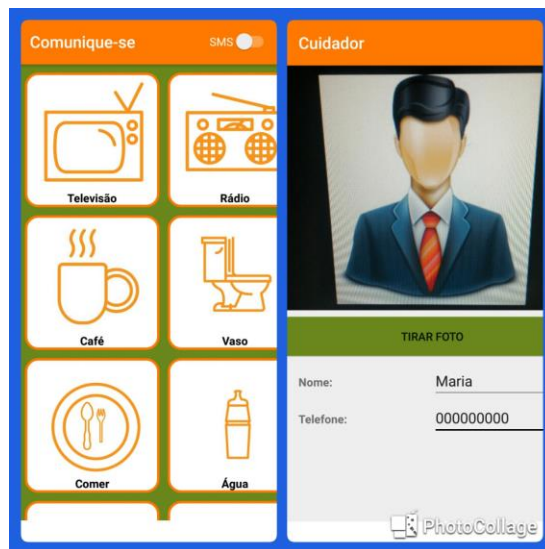 Comunique-se SMS
Televisão Rádio
Café Vaso
Comer Água
Cuidador
TIRAR FOTO
Nome: Maria
Telefone: 000000000
PhotoCollage